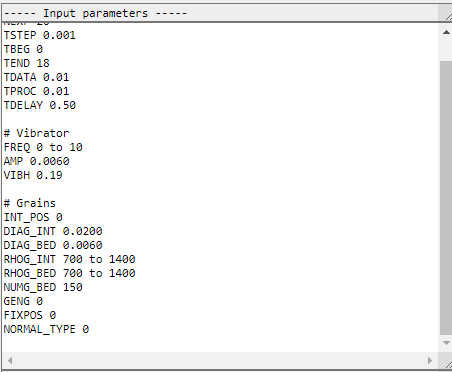 ----- Input parameters -----
TSTEP 0.001
TBEG 0
TEND 18
TDATA 0.01
TPROC 0.01
TDELAY 0.50
# Vibrator
FREQ 0 to 10
AMP 0.0060
VIBH 0.19
# Grains
INT_POS 0
DIAG_INT 0.0200
DIAG_BED 0.0060
RHOG_INT 700 to 1400
RHOG_BED 700 to 1400
NUMG_BED 150
GENG 0
FIXPOS 0
NORMAL_TYPE 0